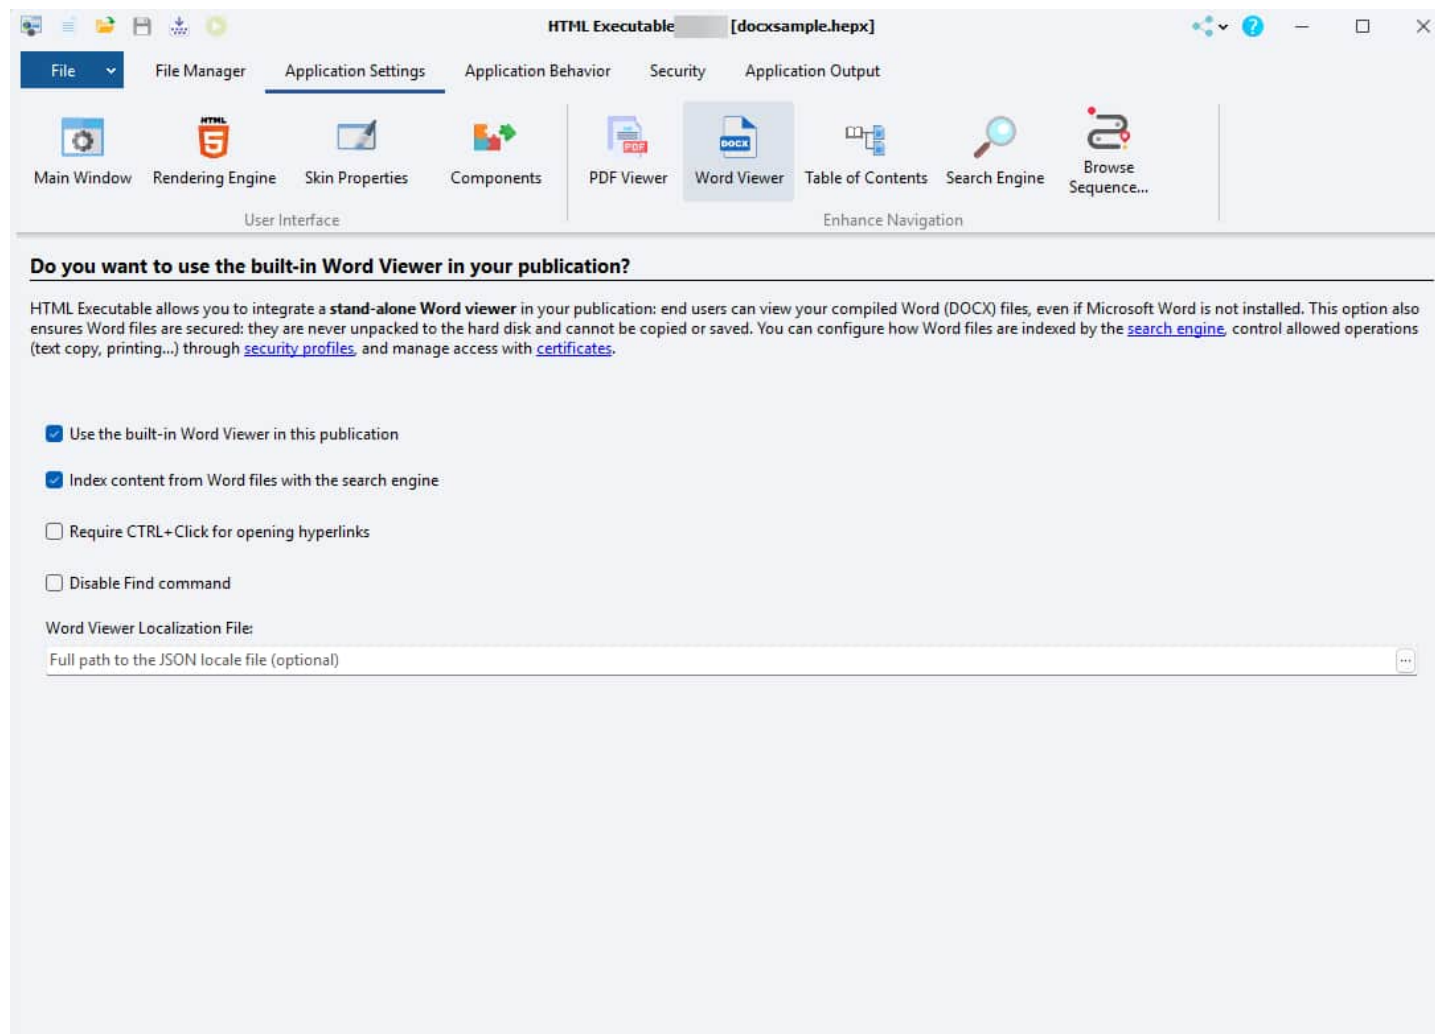 HTML Executable [docxsample.hepx]
File File Manager Application Settings Application Behavior Security Application Output
HTML
5
PDF
DOCX
Main Window Rendering Engine Skin Properties Components PDF Viewer Word Viewer Table of Contents Search Engine Browse
Sequence...
User Interface Enhance Navigation
Do you want to use the built-in Word Viewer in your publication?
HTML Executable allows you to integrate a stand-alone Word viewer in your publication: end users can view your compiled Word (DOCX) files, even if Microsoft Word is not installed. This option also
ensures Word files are secured: they are never unpacked to the hard disk and cannot be copied or saved. You can configure how Word files are indexed by the search engine, control allowed operations
(text copy, printing...) through security profiles, and manage access with certificates.
Use the built-in Word Viewer in this publication
Index content from Word files with the search engine
Require CTRL+Click for opening hyperlinks
Disable Find command
Word Viewer Localization File:
Full path to the JSON locale file (optional)
...